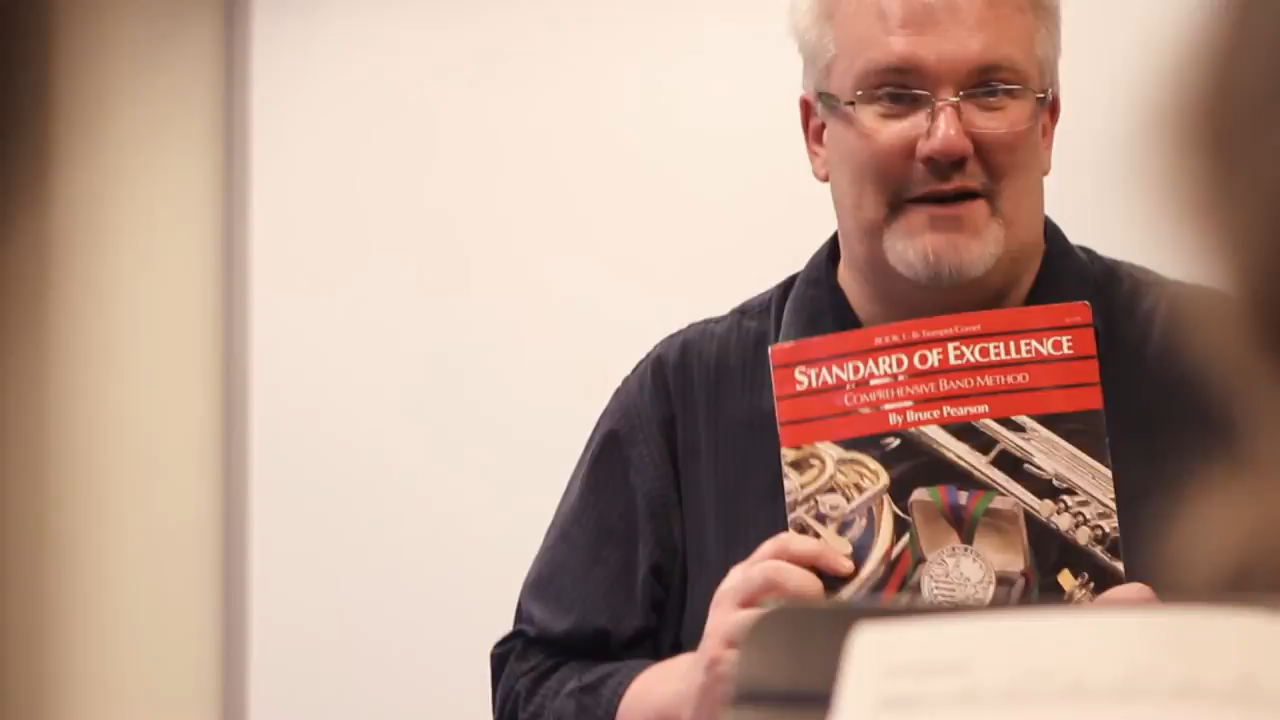 BOOK 1 - B♭ Trumpet/Cornet
STANDARD OF EXCELLENCE
COMPREHENSIVE BAND METHOD
By Bruce Pearson